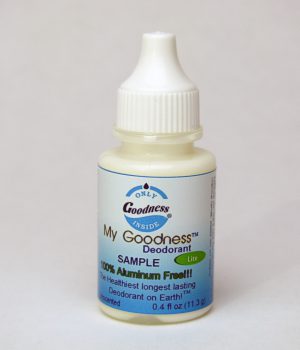 ONLY
Goodness
INSIDE ®
My Goodness™
Deodorant
SAMPLE Lite
100% Aluminum Free!!!
The Healthiest longest lasting
Deodorant on Earth!™
0.4 fl oz (11.3 g)